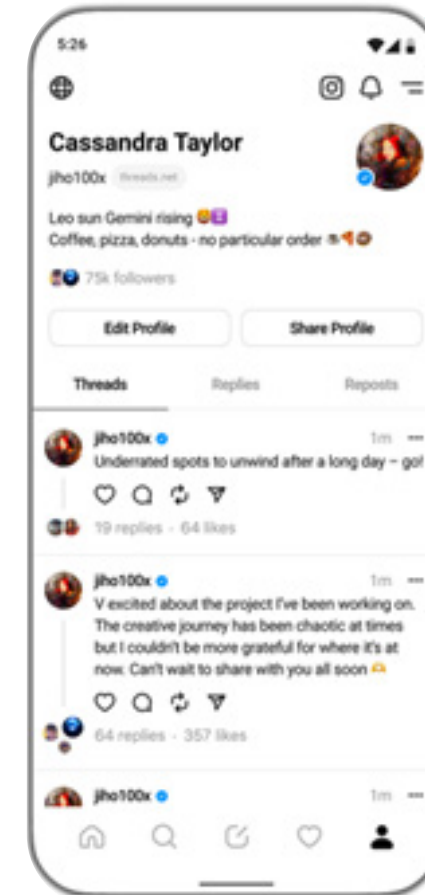 5:26
Cassandra Taylor
jiho100x threads.net
Leo sun Gemini rising 🦁♊
Coffee, pizza, donuts - no particular order ☕🍕🍩
75k followers
Edit Profile Share Profile
Threads Replies Reposts
jiho100x 1m
Underrated spots to unwind after a long day – go!
19 replies · 64 likes
jiho100x 1m
V excited about the project I've been working on.
The creative journey has been chaotic at times
but I couldn't be more grateful for where it's at
now. Can't wait to share with you all soon 🫶
64 replies · 357 likes
jiho100x 1m